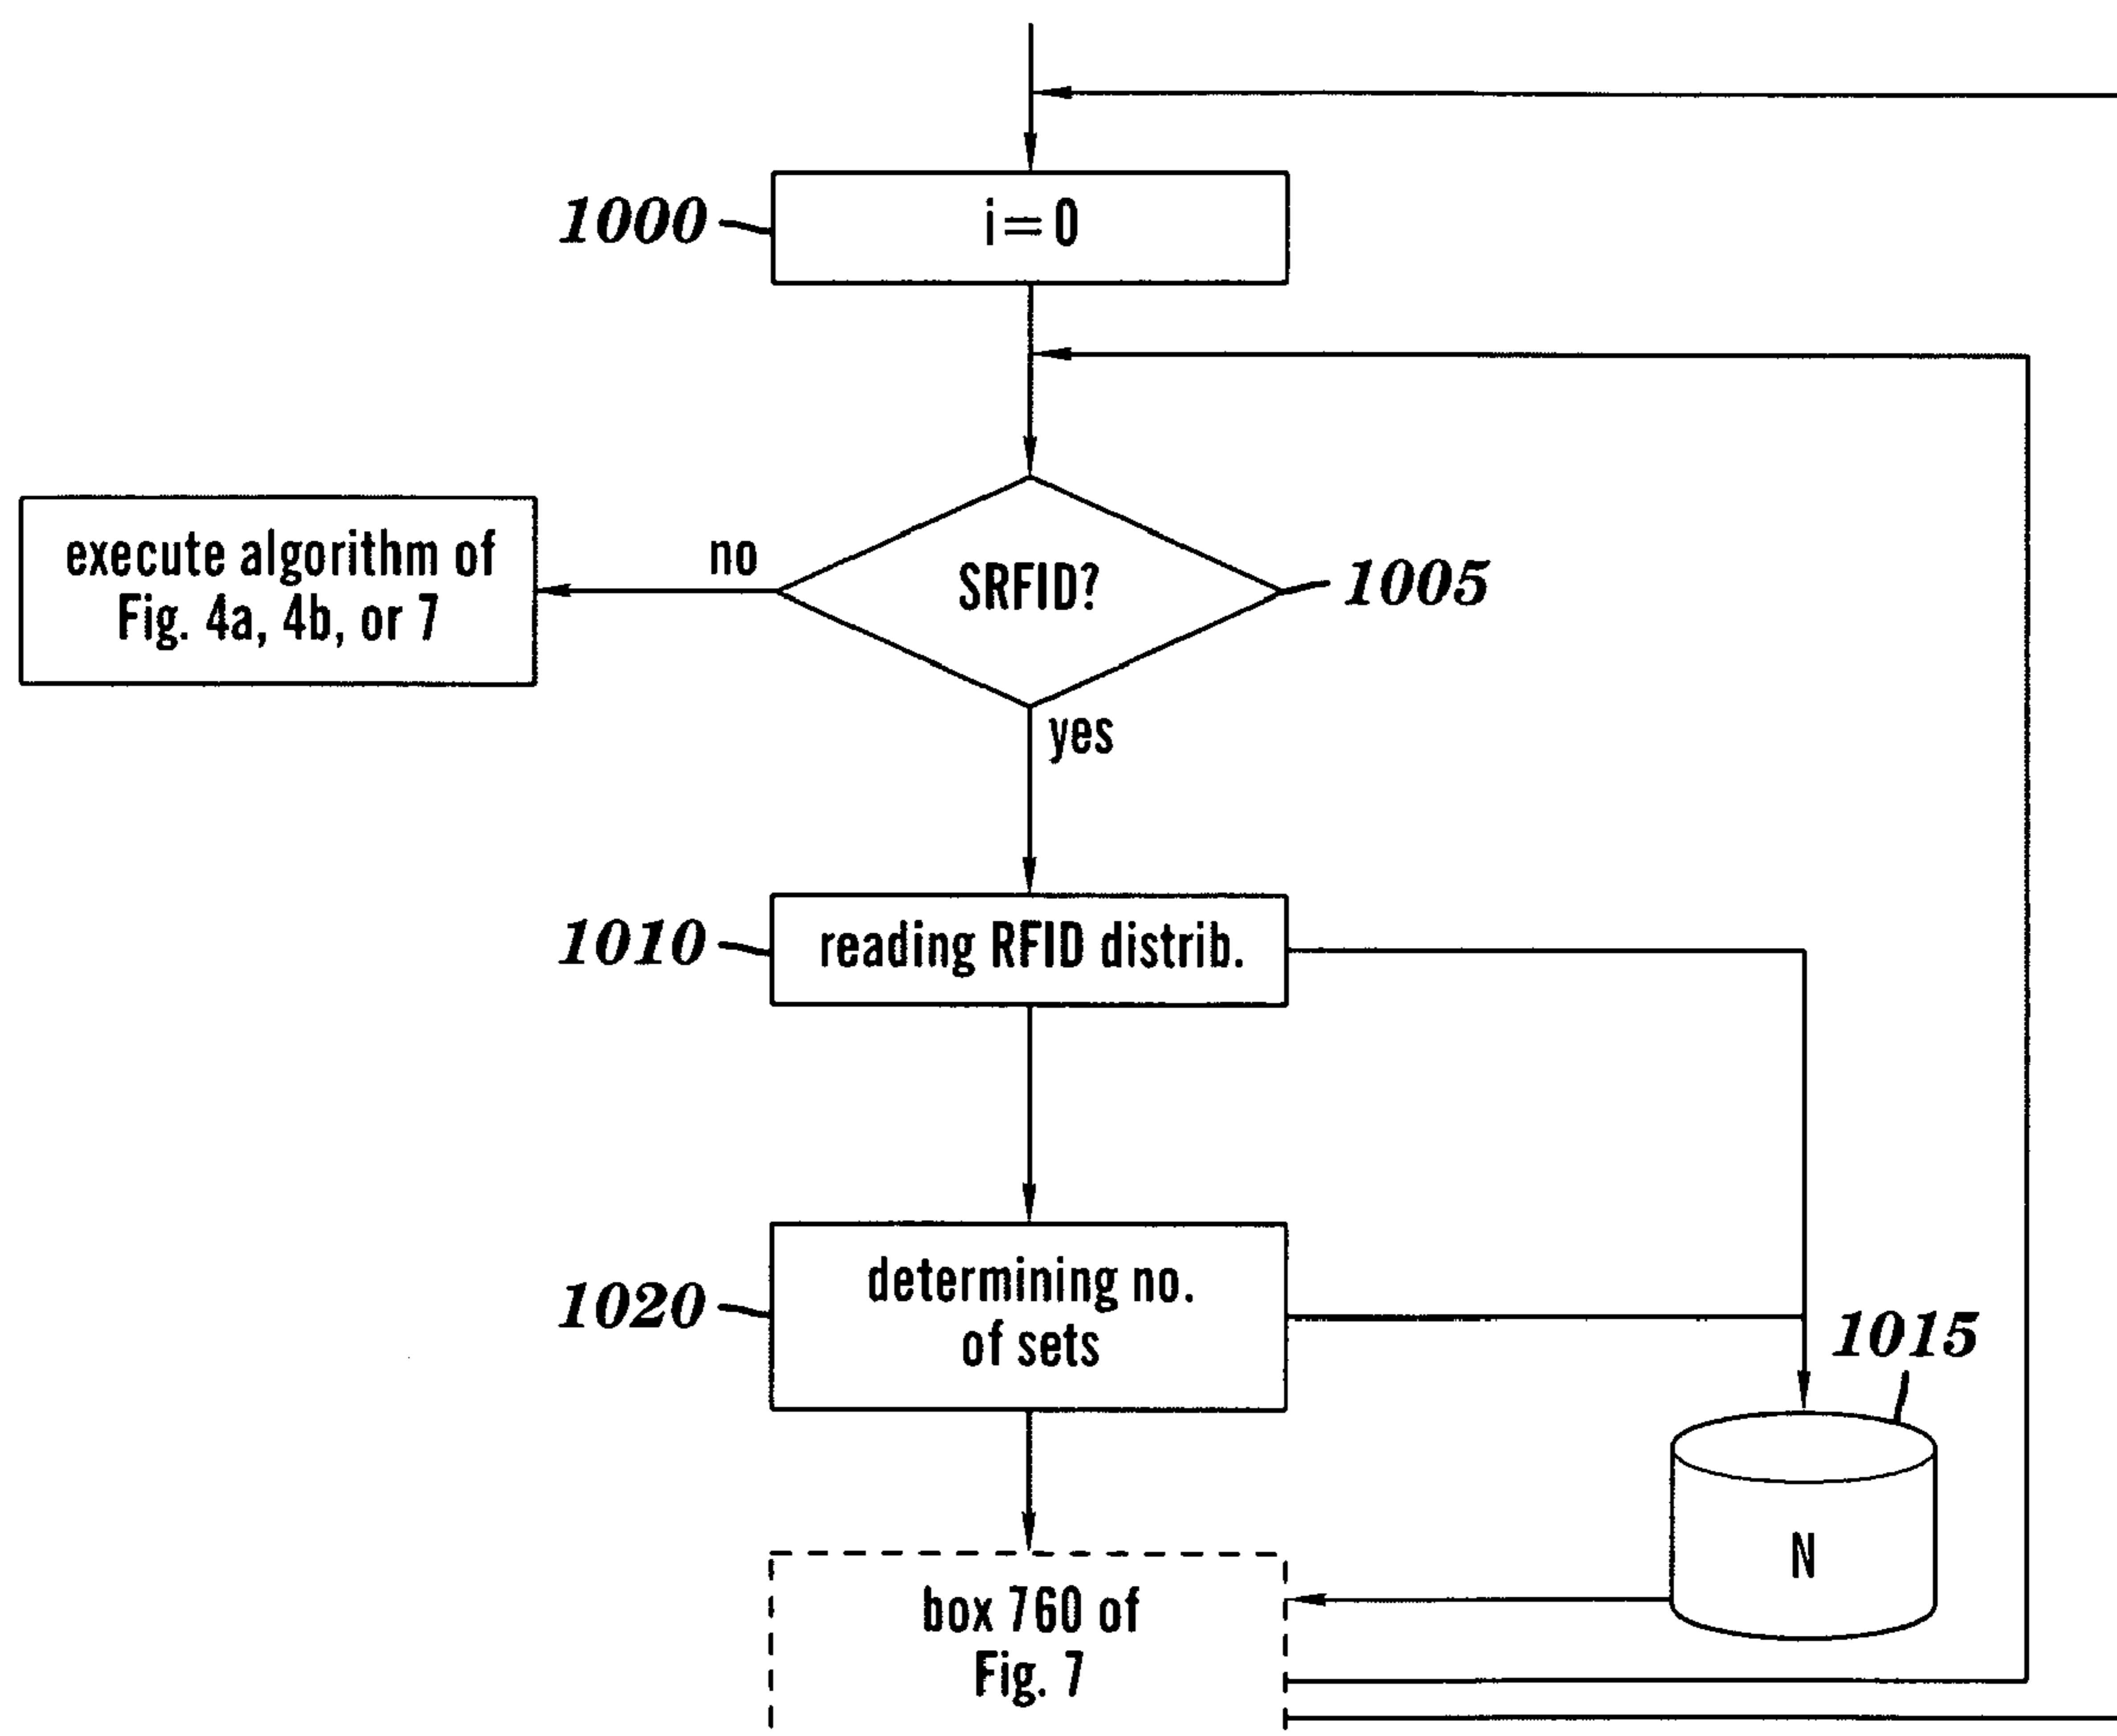 1000
i=0
execute algorithm of
Fig. 4a, 4b, or 7
no
SRFID?
1005
yes
1010
reading RFID distrib.
1020
determining no.
of sets
1015
N
box 760 of
Fig. 7